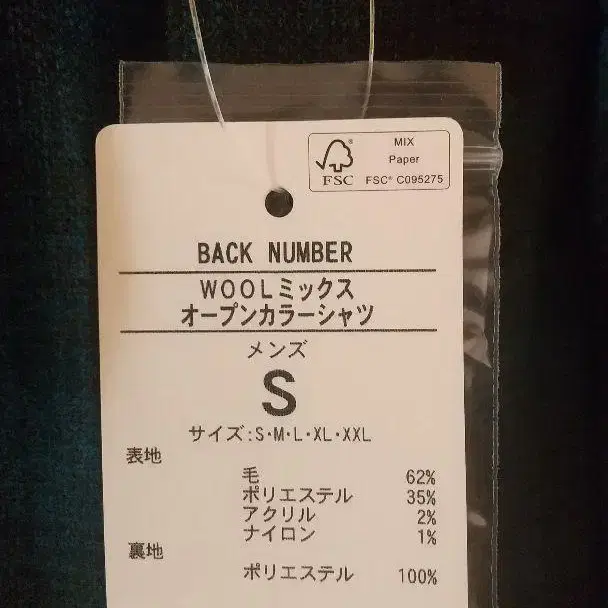 MIX
Paper
FSC® C095275
FSC
BACK NUMBER
WOOLミックス
オープンカラーシャツ
メンズ
S
サイズ:S・M・L・XL・XXL
表地
毛 62%
ポリエステル 35%
アクリル 2%
ナイロン 1%
裏地
ポリエステル 100%